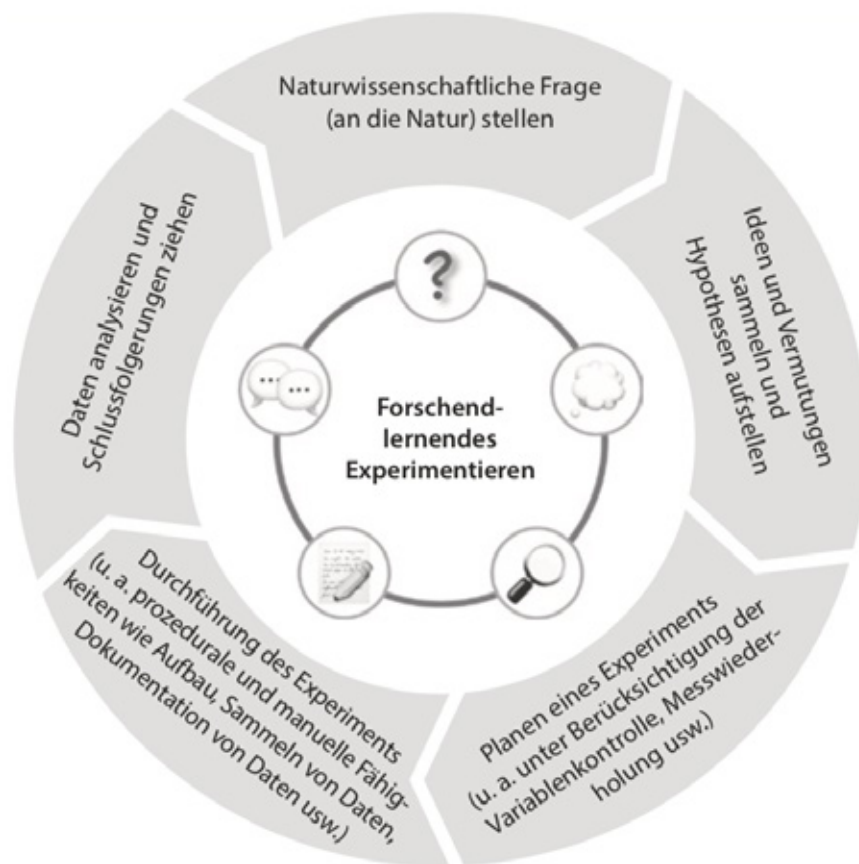 Naturwissenschaftliche Frage
(an die Natur) stellen
Ideen und Vermutungen
sammeln und
Hypothesen aufstellen
Planen eines Experiments
(u. a. unter Berücksichtigung der
Variablenkontrolle, Messwieder-
holung usw.)
Durchführung des Experiments
(u. a. prozedurale und manuelle Fähig-
keiten wie Aufbau, Sammeln von Daten,
Dokumentation von Daten usw.)
Daten analysieren und
Schlussfolgerungen ziehen
?
Forschend-
lernendes
Experimentieren